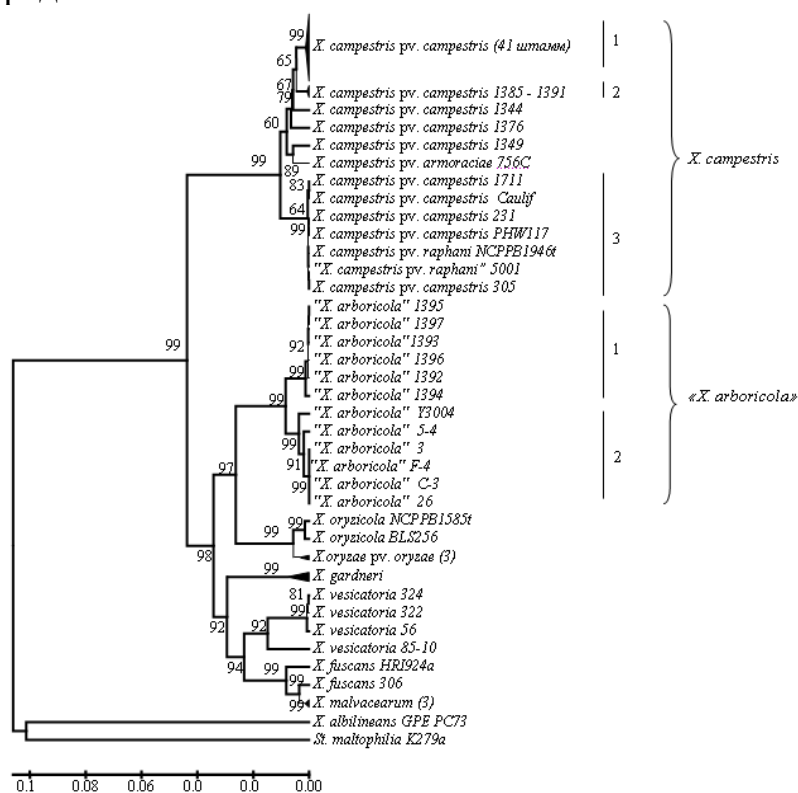 99
X. campestris pv. campestris (41 штамм)
1
65
67
X. campestris pv. campestris 1385 - 1391
2
79
X. campestris pv. campestris 1344
60
X. campestris pv. campestris 1376
X. campestris pv. campestris 1349
99
X. campestris pv. armoraciae 756C
X. campestris
89
X. campestris pv. campestris 1711
83
X. campestris pv. campestris Caulif
64
X. campestris pv. campestris 231
99
X. campestris pv. campestris PHW117
3
X. campestris pv. raphani NCPPB1946t
"X. campestris pv. raphani" 5001
X. campestris pv. campestris 305
"X. arboricola" 1395
"X. arboricola" 1397
99
92
"X. arboricola"1393
1
"X. arboricola" 1396
99
"X. arboricola" 1392
"X. arboricola" 1394
«X. arboricola»
99
"X. arboricola" Y3004
"X. arboricola" 5-4
99
"X. arboricola" 3
2
97
91
"X. arboricola" F-4
99
"X. arboricola" C-3
"X. arboricola" 26
99
X. oryzicola NCPPB1585t
99
X. oryzicola BLS256
98
X.oryzae pv. oryzae (3)
99
X. gardneri
81
X. vesicatoria 324
99
X. vesicatoria 322
92
92
X. vesicatoria 56
X. vesicatoria 85-10
94
99
X. fuscans HRI924a
99
X. fuscans 306
99
X. malvacearum (3)
X. albilineans GPE PC73
St. maltophilia K279a
0.1 0.08 0.06 0.0 0.0 0.00